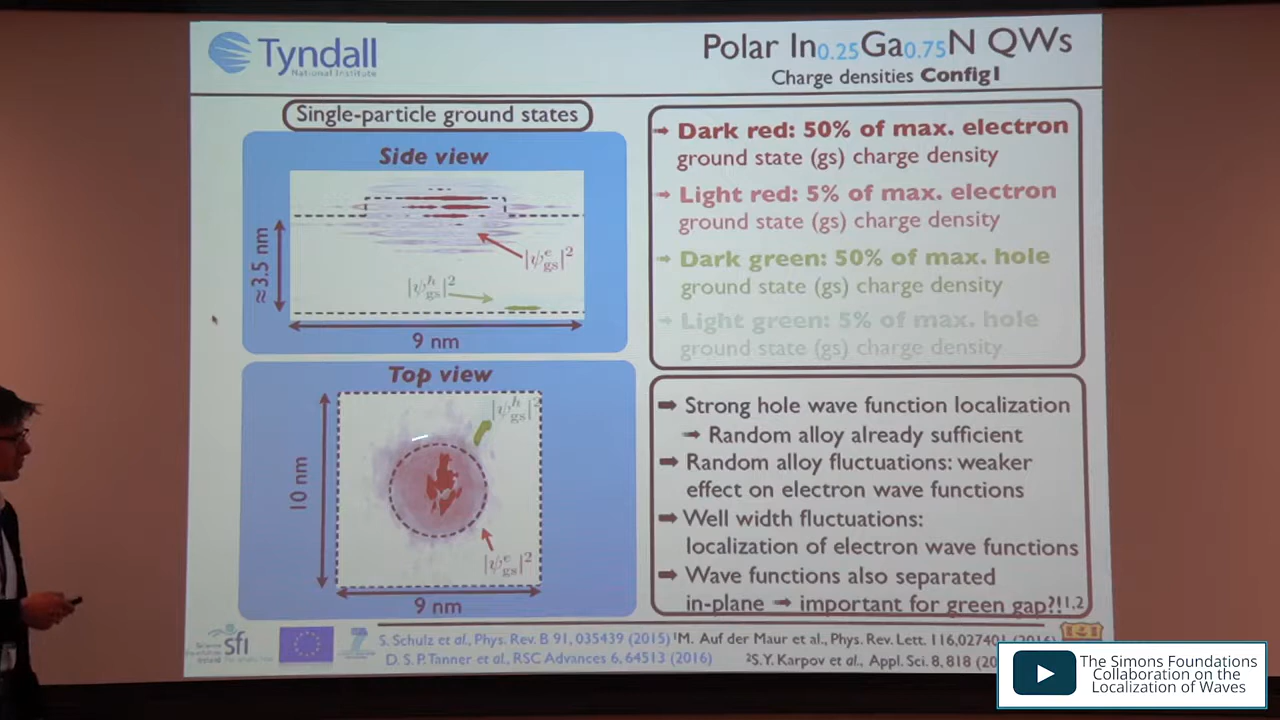 Tyndall
National Institute
Polar In0.25Ga0.75N QWs
Charge densities Config1
Single-particle ground states
Side view
≈3.5 nm
|ψ^e_gs|^2
|ψ^h_gs|^2
9 nm
Top view
|ψ^h_gs|^2
10 nm
|ψ^e_gs|^2
9 nm
→ Dark red: 50% of max. electron
ground state (gs) charge density
→ Light red: 5% of max. electron
ground state (gs) charge density
→ Dark green: 50% of max. hole
ground state (gs) charge density
→ Light green: 5% of max. hole
ground state (gs) charge density
➡ Strong hole wave function localization
→ Random alloy already sufficient
➡ Random alloy fluctuations: weaker
effect on electron wave functions
➡ Well width fluctuations:
localization of electron wave functions
➡ Wave functions also separated
in-plane → important for green gap?!1,2
sfi
S. Schulz et al., Phys. Rev. B 91, 035439 (2015) 1M. Auf der Maur et al., Phys. Rev. Lett. 116,027401 (2016)
D. S. P. Tanner et al., RSC Advances 6, 64513 (2016) 2S.Y. Karpov et al., Appl. Sci. 8, 818 (20
The Simons Foundations
Collaboration on the
Localization of Waves